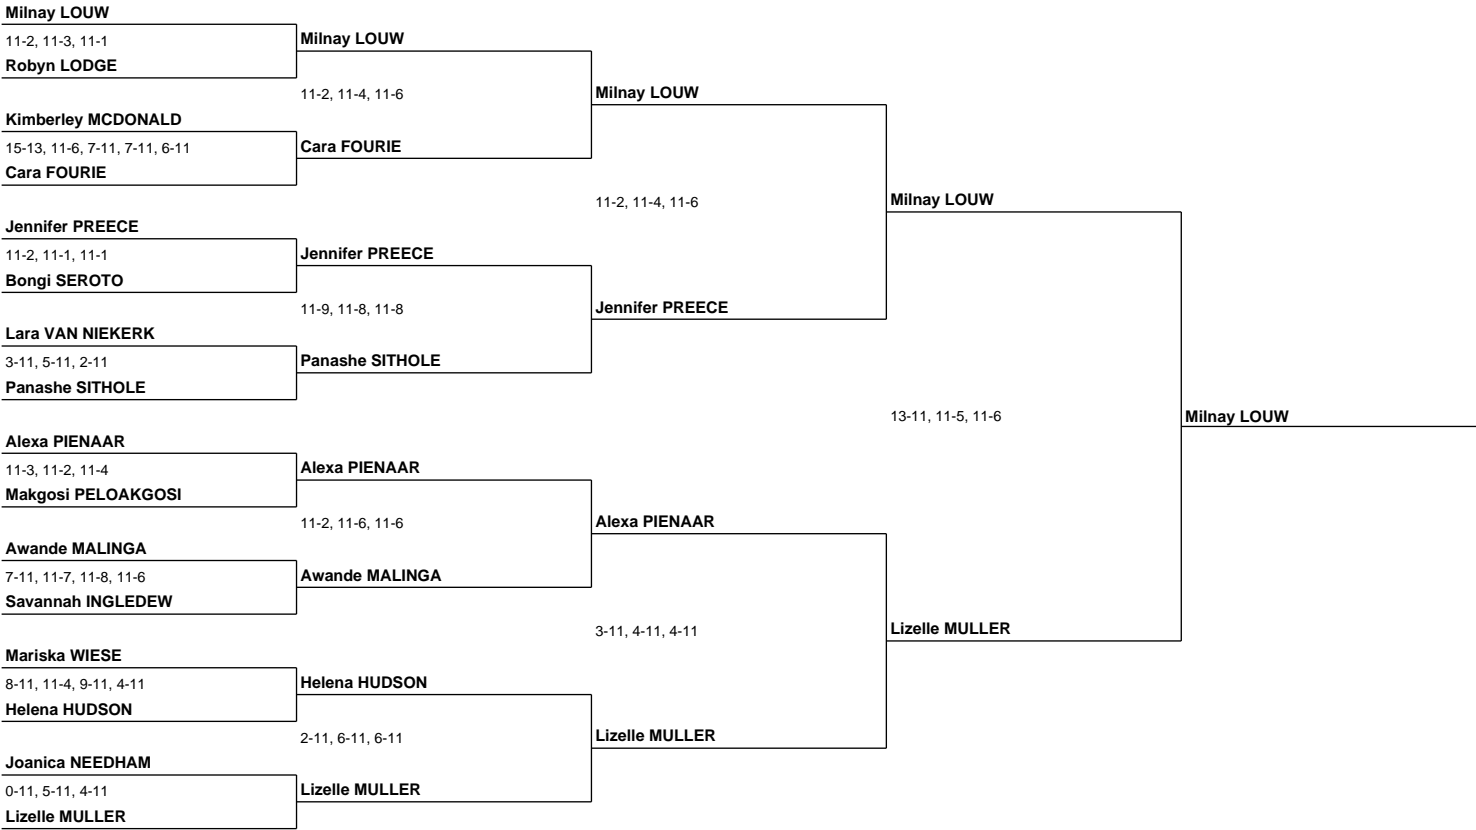 Milnay LOUW
11-2, 11-3, 11-1
Robyn LODGE
Kimberley MCDONALD
15-13, 11-6, 7-11, 7-11, 6-11
Cara FOURIE
Jennifer PREECE
11-2, 11-1, 11-1
Bongi SEROTO
Lara VAN NIEKERK
3-11, 5-11, 2-11
Panashe SITHOLE
Alexa PIENAAR
11-3, 11-2, 11-4
Makgosi PELOAKGOSI
Awande MALINGA
7-11, 11-7, 11-8, 11-6
Savannah INGLEDEW
Mariska WIESE
8-11, 11-4, 9-11, 4-11
Helena HUDSON
Joanica NEEDHAM
0-11, 5-11, 4-11
Lizelle MULLER
Milnay LOUW
11-2, 11-4, 11-6
Cara FOURIE
Jennifer PREECE
11-9, 11-8, 11-8
Panashe SITHOLE
Alexa PIENAAR
11-2, 11-6, 11-6
Awande MALINGA
Helena HUDSON
2-11, 6-11, 6-11
Lizelle MULLER
Milnay LOUW
11-2, 11-4, 11-6
Jennifer PREECE
Alexa PIENAAR
3-11, 4-11, 4-11
Lizelle MULLER
Milnay LOUW
13-11, 11-5, 11-6
Lizelle MULLER
Milnay LOUW